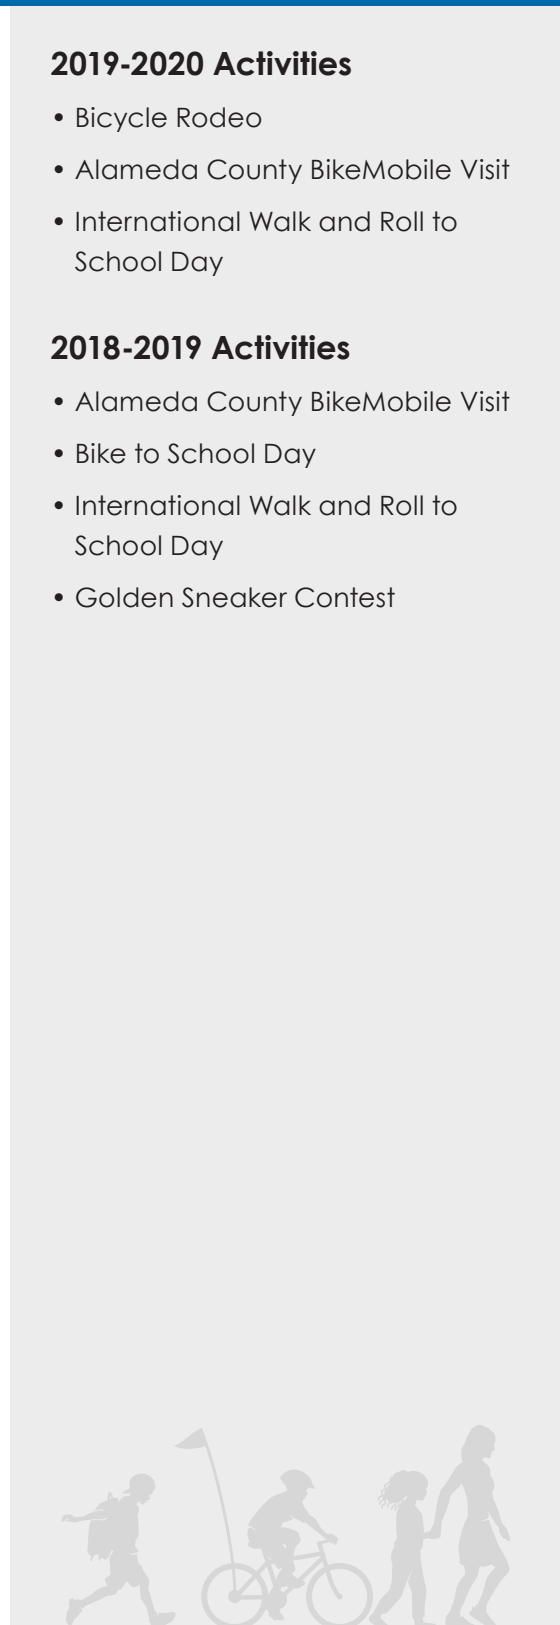 2019-2020 Activities
• Bicycle Rodeo
• Alameda County BikeMobile Visit
• International Walk and Roll to
School Day
2018-2019 Activities
• Alameda County BikeMobile Visit
• Bike to School Day
• International Walk and Roll to
School Day
• Golden Sneaker Contest